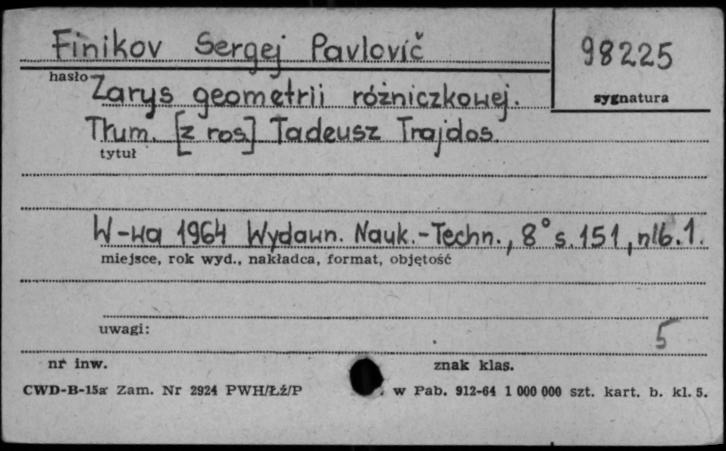 Finikov Sergej Pavlovič
98225
hasło
sygnatura
Zarys geometrii różniczkowej.
Tłum. [z ros.] Tadeusz Trajdos.
tytuł
W-wa 1964 Wydawn. Nauk.-Techn., 8° s. 151, nlb. 1.
miejsce, rok wyd., nakładca, format, objętość
uwagi:
5
nr inw.
znak klas.
CWD-B-15a Zam. Nr 2924 PWH/Łź/P w Pab. 912-64 1 000 000 szt. kart. b. kl. 5.